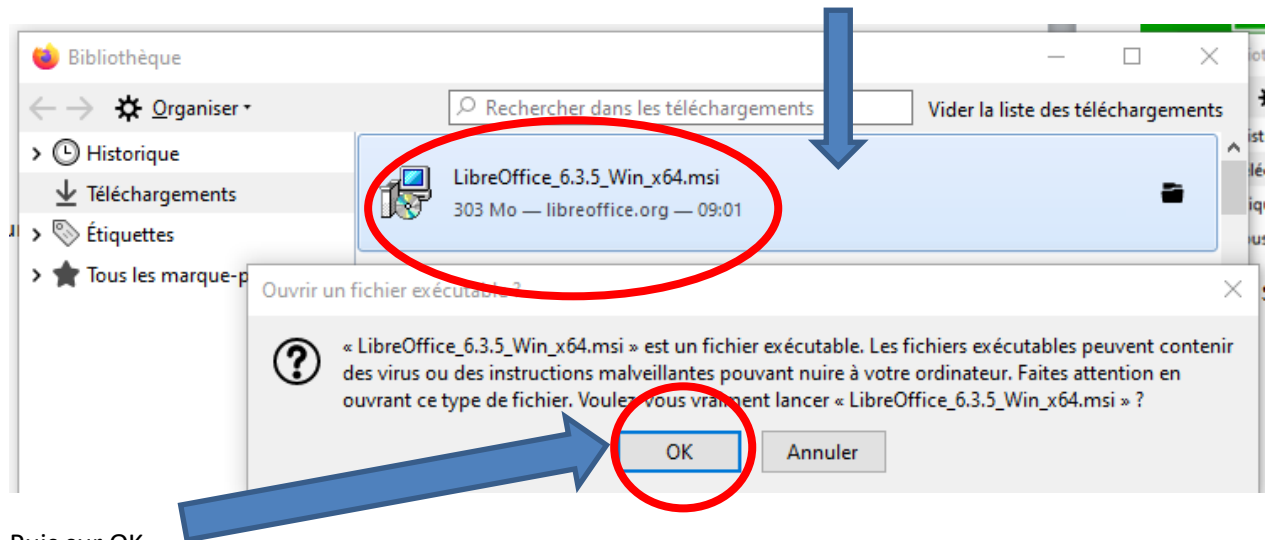 Bibliothèque
Organiser
Rechercher dans les téléchargements
Vider la liste des téléchargements
Historique
Téléchargements
Étiquettes
Tous les marque-p
LibreOffice_6.3.5_Win_x64.msi
303 Mo — libreoffice.org — 09:01
Ouvrir un fichier exécutable ?
« LibreOffice_6.3.5_Win_x64.msi » est un fichier exécutable. Les fichiers exécutables peuvent contenir
des virus ou des instructions malveillantes pouvant nuire à votre ordinateur. Faites attention en
ouvrant ce type de fichier. Voulez-vous vraiment lancer « LibreOffice_6.3.5_Win_x64.msi » ?
OK
Annuler
Puis sur OK